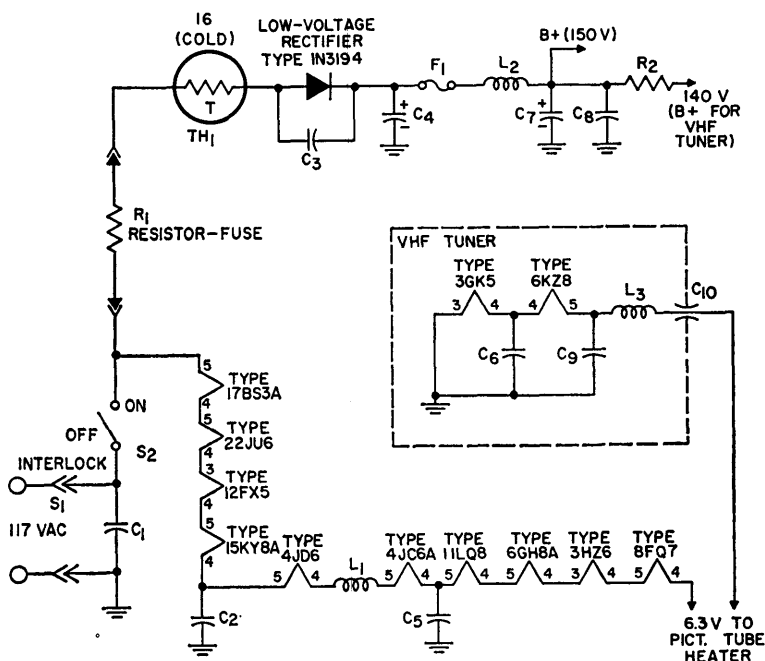 16
(COLD)
T
TH1
LOW-VOLTAGE
RECTIFIER
TYPE 1N3194
C3
C4
+
-
F1
L2
B+ (150 V)
C7
+
-
C8
R2
140 V
(B+ FOR
VHF
TUNER)
R1
RESISTOR-FUSE
VHF TUNER
TYPE
3GK5
3 4
TYPE
6KZ8
4 5
L3
C10
C6
C9
ON
OFF
S2
INTERLOCK
S1
117 VAC
C1
5
TYPE
17BS3A
4
5
TYPE
22JU6
4
3
TYPE
12FX5
4
5
TYPE
15KY8A
4
C2
TYPE
4JD6
5 4
L1
TYPE
4JC6A
5 4
C5
TYPE
11LQ8
5 4
TYPE
6GH8A
5 4
TYPE
3HZ6
3 4
TYPE
8FQ7
5 4
6.3 V TO
PICT. TUBE
HEATER